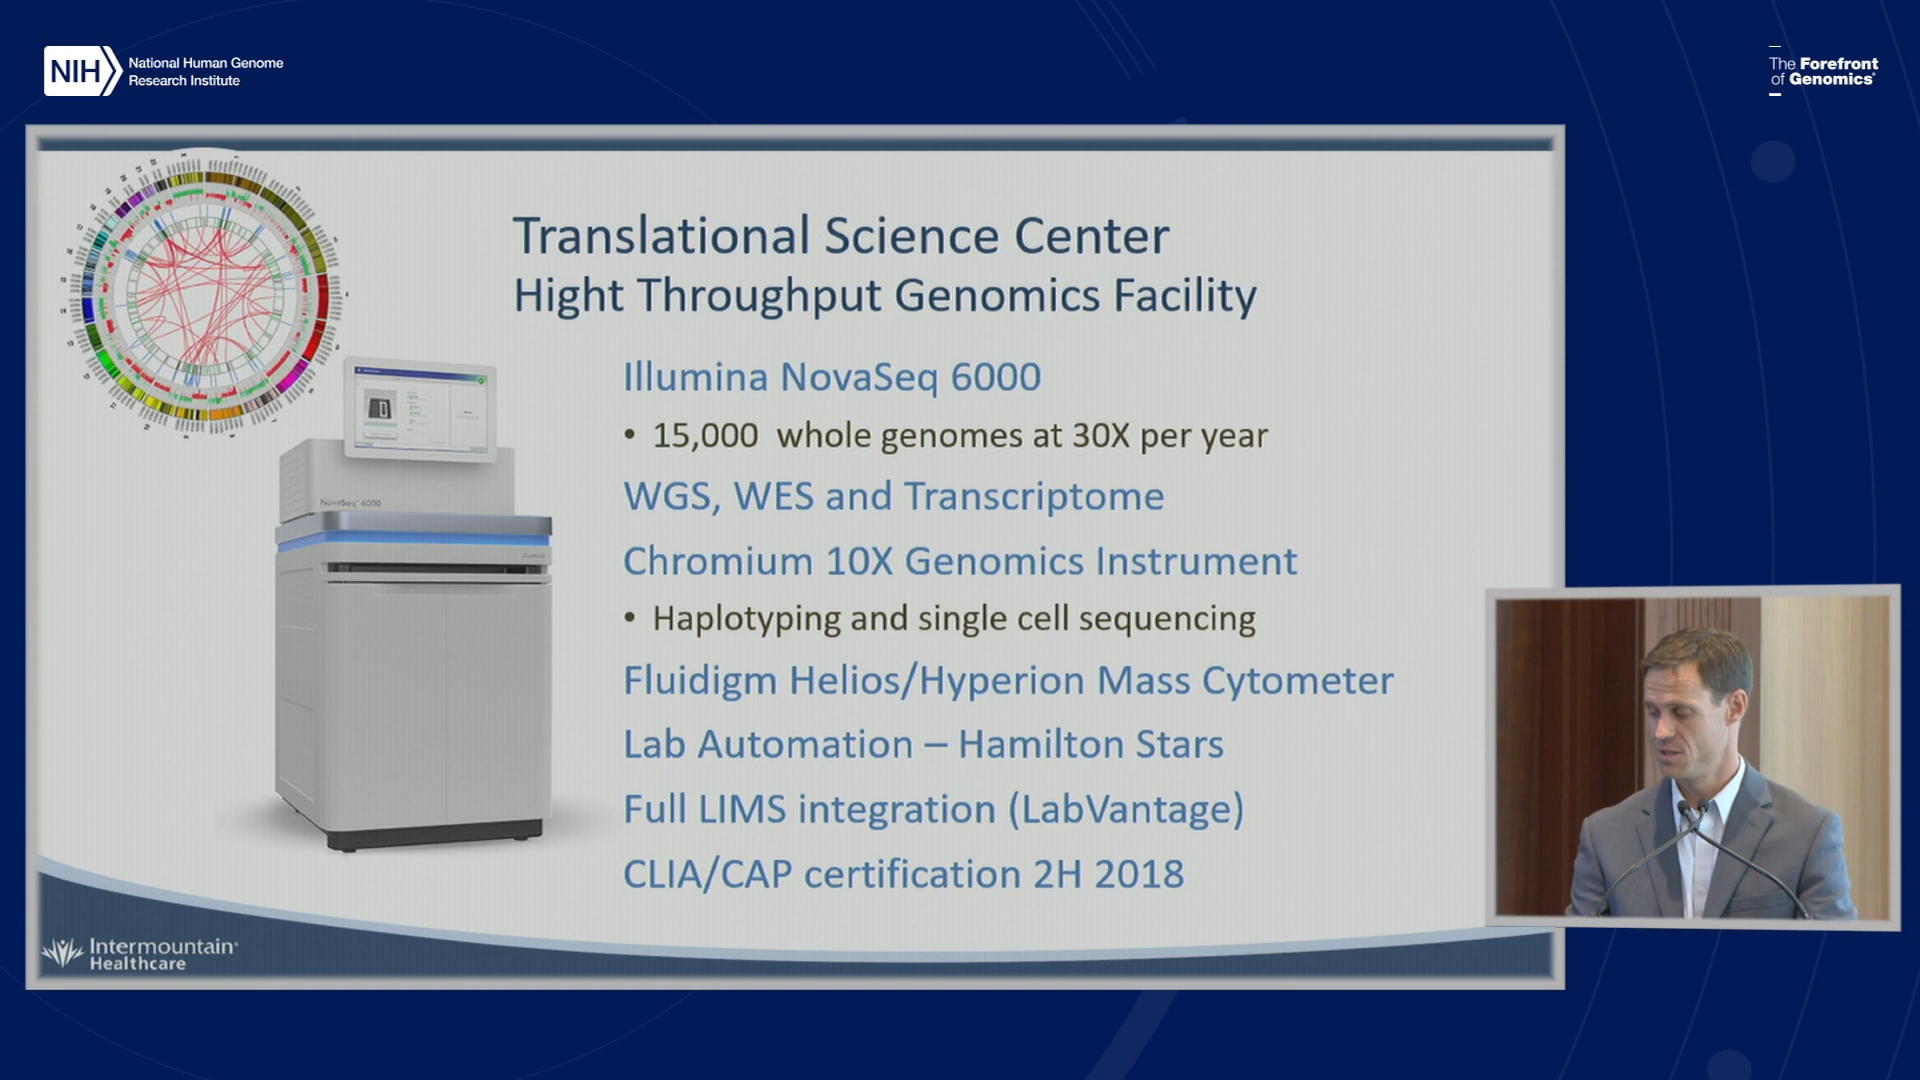 NIH
National Human Genome
Research Institute
The Forefront
of Genomics®
Translational Science Center
Hight Throughput Genomics Facility
Illumina NovaSeq 6000
• 15,000 whole genomes at 30X per year
WGS, WES and Transcriptome
Chromium 10X Genomics Instrument
• Haplotyping and single cell sequencing
Fluidigm Helios/Hyperion Mass Cytometer
Lab Automation – Hamilton Stars
Full LIMS integration (LabVantage)
CLIA/CAP certification 2H 2018
NovaSeq™ 6000
illumina
Intermountain®
Healthcare